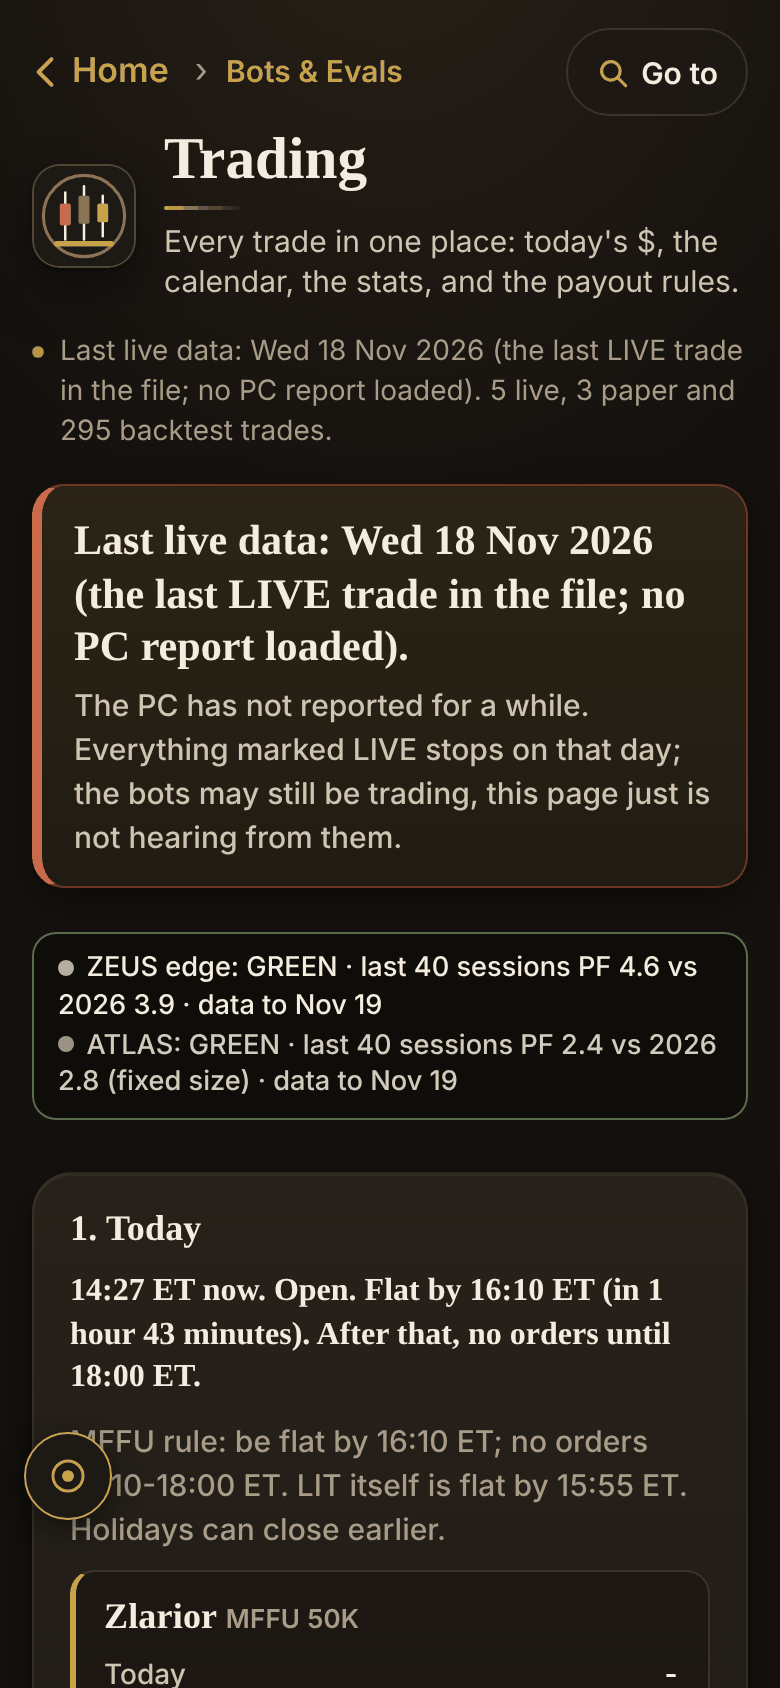 Home › Bots & Evals
Go to
Trading
Every trade in one place: today's $, the
calendar, the stats, and the payout rules.
Last live data: Wed 18 Nov 2026 (the last LIVE trade
in the file; no PC report loaded). 5 live, 3 paper and
295 backtest trades.
Last live data: Wed 18 Nov 2026
(the last LIVE trade in the file; no
PC report loaded).
The PC has not reported for a while.
Everything marked LIVE stops on that day;
the bots may still be trading, this page just is
not hearing from them.
ZEUS edge: GREEN · last 40 sessions PF 4.6 vs
2026 3.9 · data to Nov 19
ATLAS: GREEN · last 40 sessions PF 2.4 vs 2026
2.8 (fixed size) · data to Nov 19
1. Today
14:27 ET now. Open. Flat by 16:10 ET (in 1
hour 43 minutes). After that, no orders until
18:00 ET.
MFFU rule: be flat by 16:10 ET; no orders
10-18:00 ET. LIT itself is flat by 15:55 ET.
Holidays can close earlier.
Zlarior MFFU 50K
Today -